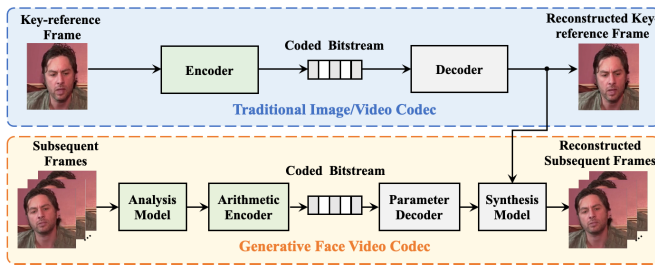 Key-reference
Frame
Encoder
Coded Bitstream
Decoder
Reconstructed Key-
reference Frame
Traditional Image/Video Codec
Subsequent
Frames
Analysis
Model
Arithmetic
Encoder
Coded Bitstream
Parameter
Decoder
Synthesis
Model
Reconstructed
Subsequent Frames
Generative Face Video Codec